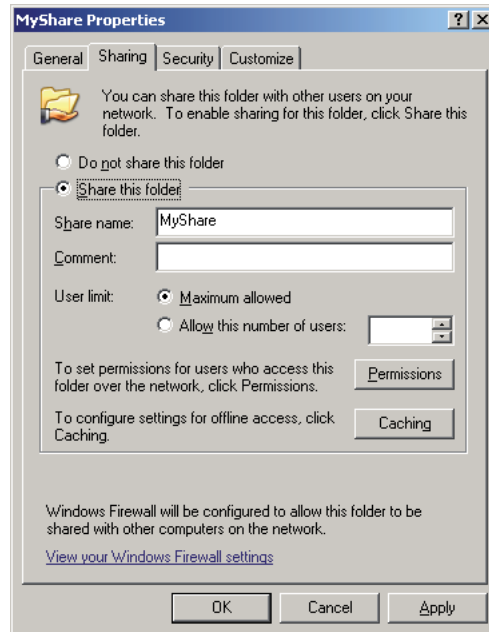 MyShare Properties
General Sharing Security Customize
You can share this folder with other users on your
network. To enable sharing for this folder, click Share this
folder.
Do not share this folder
Share this folder
Share name: MyShare
Comment:
User limit: Maximum allowed
Allow this number of users:
To set permissions for users who access this
folder over the network, click Permissions.
Permissions
To configure settings for offline access, click
Caching.
Caching
Windows Firewall will be configured to allow this folder to be
shared with other computers on the network.
View your Windows Firewall settings
OK Cancel Apply